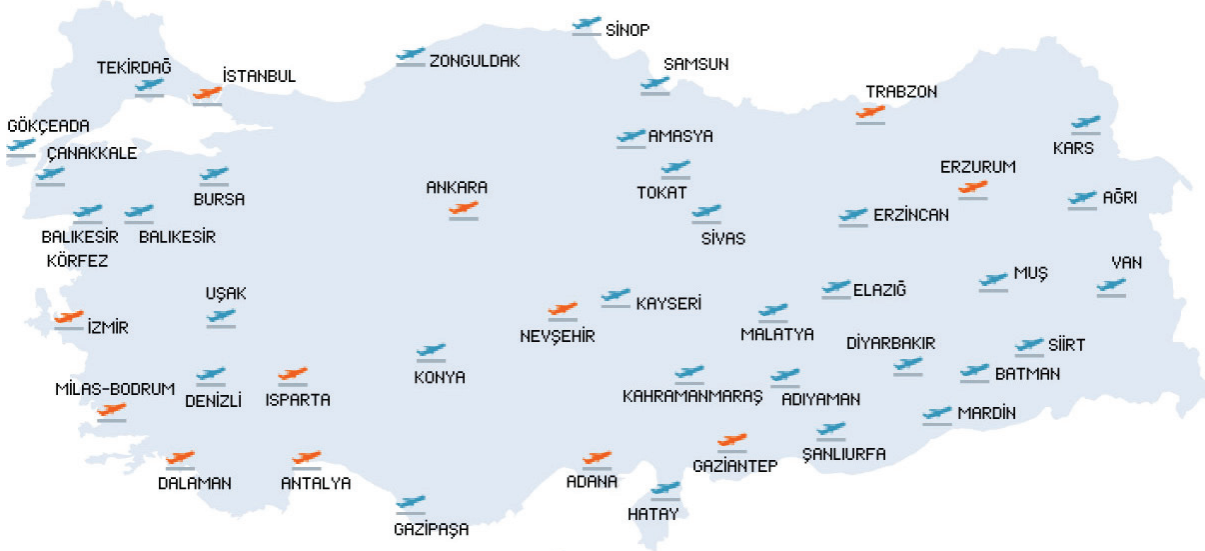 SİNOP
ZONGULDAK
TEKİRDAĞ
İSTANBUL
SAMSUN
TRABZON
GÖKÇEADA
ÇANAKKALE
AMASYA
KARS
BURSA
ANKARA
TOKAT
ERZURUM
AĞRI
BALIKESİR
KÖRFEZ
BALIKESİR
SİVAS
ERZİNCAN
UŞAK
MUŞ
VAN
İZMİR
NEVŞEHİR
KAYSERİ
ELAZIĞ
MALATYA
DİYARBAKIR
SİİRT
MİLAS-BODRUM
DENİZLİ
ISPARTA
KONYA
KAHRAMANMARAŞ
ADIYAMAN
BATMAN
MARDİN
DALAMAN
ANTALYA
ADANA
GAZİANTEP
ŞANLIURFA
GAZİPAŞA
HATAY